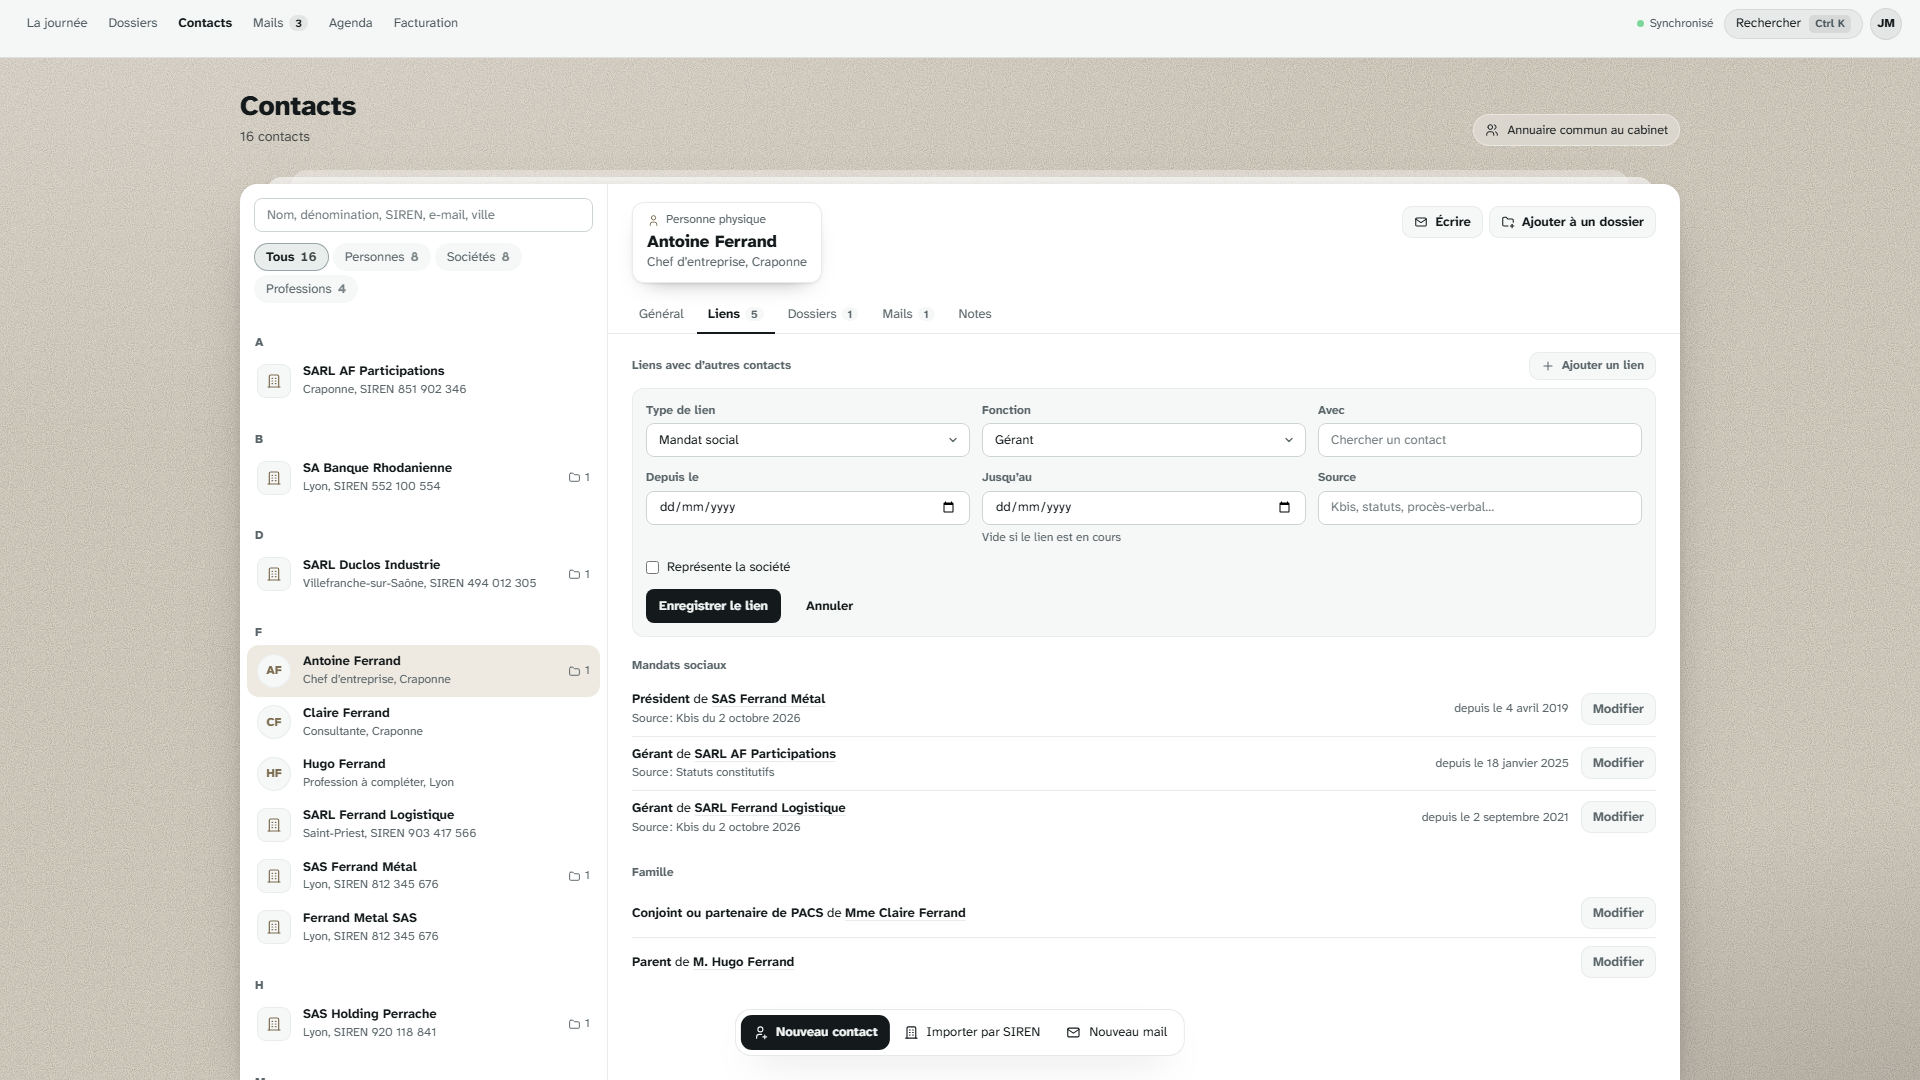 La journée
Dossiers
Contacts
Mails 3
Agenda
Facturation
Synchronisé
Rechercher Ctrl K
JM
Contacts
16 contacts
Annuaire commun au cabinet
Nom, dénomination, SIREN, e-mail, ville
Tous 16
Personnes 8
Sociétés 8
Professions 4
A
SARL AF Participations
Craponne, SIREN 851 902 346
B
SA Banque Rhodanienne
Lyon, SIREN 552 100 554
1
D
SARL Duclos Industrie
Villefranche-sur-Saône, SIREN 494 012 305
1
F
AF
Antoine Ferrand
Chef d'entreprise, Craponne
1
CF
Claire Ferrand
Consultante, Craponne
HF
Hugo Ferrand
Profession à compléter, Lyon
SARL Ferrand Logistique
Saint-Priest, SIREN 903 417 566
SAS Ferrand Métal
Lyon, SIREN 812 345 676
1
Ferrand Metal SAS
Lyon, SIREN 812 345 676
H
SAS Holding Perrache
Lyon, SIREN 920 118 841
1
Personne physique
Antoine Ferrand
Chef d'entreprise, Craponne
Écrire
Ajouter à un dossier
Général
Liens 5
Dossiers 1
Mails 1
Notes
Liens avec d'autres contacts
Ajouter un lien
Type de lien
Mandat social
Fonction
Gérant
Avec
Chercher un contact
Depuis le
dd/mm/yyyy
Jusqu'au
dd/mm/yyyy
Vide si le lien est en cours
Source
Kbis, statuts, procès-verbal…
Représente la société
Enregistrer le lien
Annuler
Mandats sociaux
Président de SAS Ferrand Métal
Source : Kbis du 2 octobre 2026
depuis le 4 avril 2019
Modifier
Gérant de SARL AF Participations
Source : Statuts constitutifs
depuis le 18 janvier 2025
Modifier
Gérant de SARL Ferrand Logistique
Source : Kbis du 2 octobre 2026
depuis le 2 septembre 2021
Modifier
Famille
Conjoint ou partenaire de PACS de Mme Claire Ferrand
Modifier
Parent de M. Hugo Ferrand
Modifier
Nouveau contact
Importer par SIREN
Nouveau mail